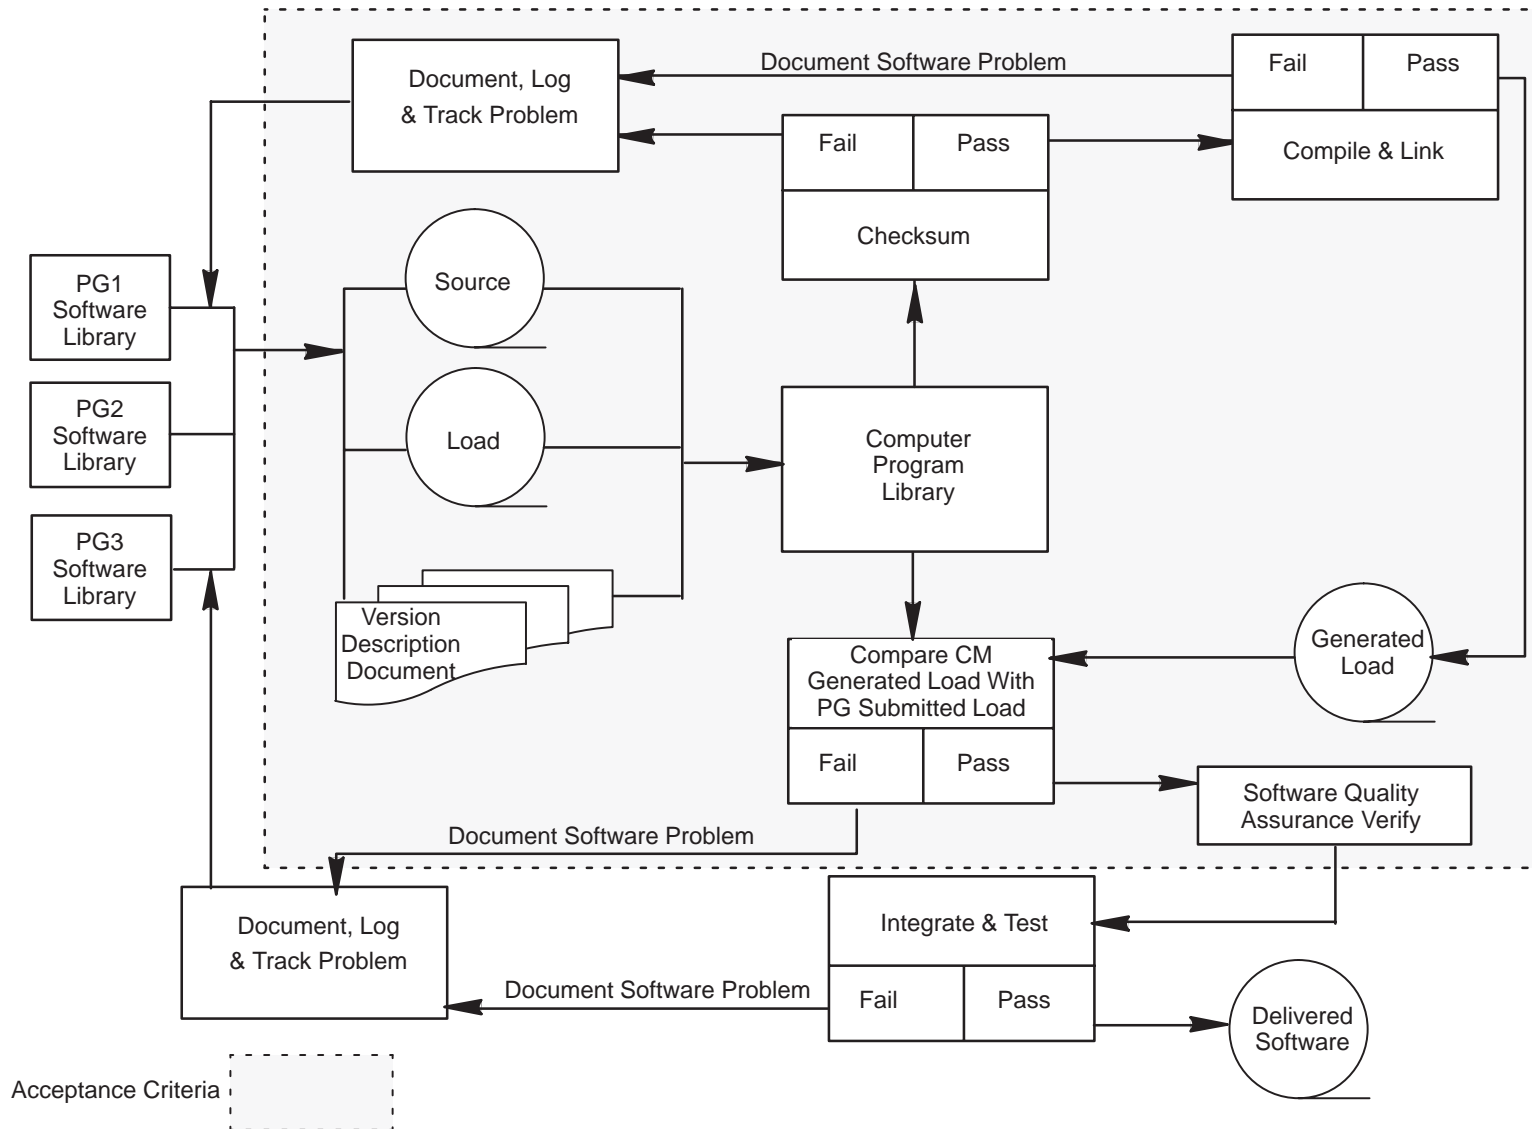 Document, Log
& Track Problem
Document Software Problem
Fail
Pass
Compile & Link
Fail
Pass
Checksum
PG1
Software
Library
PG2
Software
Library
PG3
Software
Library
Source
Load
Version
Description
Document
Computer
Program
Library
Compare CM
Generated Load With
PG Submitted Load
Fail
Pass
Generated
Load
Software Quality
Assurance Verify
Document Software Problem
Document, Log
& Track Problem
Document Software Problem
Integrate & Test
Fail
Pass
Delivered
Software
Acceptance Criteria